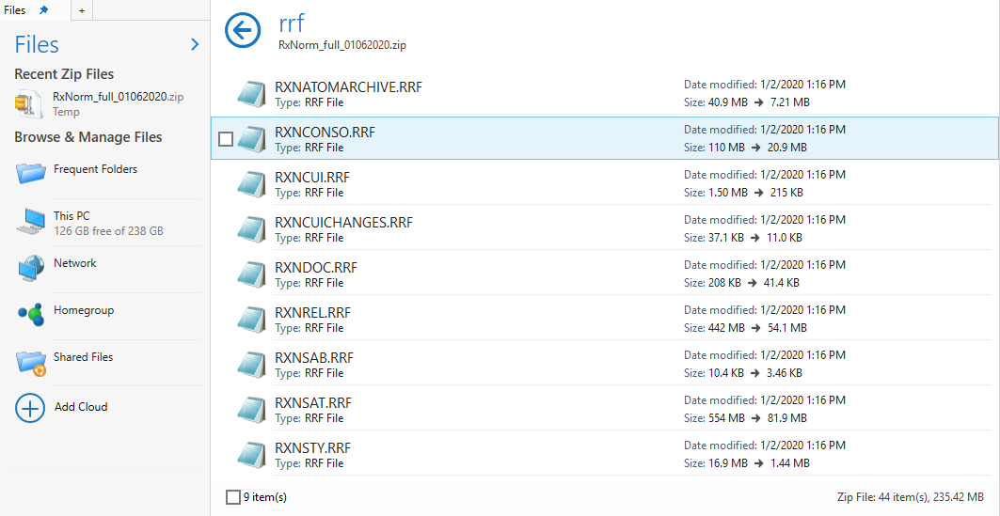 Files
+
Files
Recent Zip Files
RxNorm_full_01062020.zip
Temp
Browse & Manage Files
Frequent Folders
This PC
126 GB free of 238 GB
Network
Homegroup
Shared Files
Add Cloud
rrf
RxNorm_full_01062020.zip
RXNATOMARCHIVE.RRF
Type: RRF File
Date modified: 1/2/2020 1:16 PM
Size: 40.9 MB → 7.21 MB
RXNCONSO.RRF
Type: RRF File
Date modified: 1/2/2020 1:16 PM
Size: 110 MB → 20.9 MB
RXNCUI.RRF
Type: RRF File
Date modified: 1/2/2020 1:16 PM
Size: 1.50 MB → 215 KB
RXNCUICHANGES.RRF
Type: RRF File
Date modified: 1/2/2020 1:16 PM
Size: 37.1 KB → 11.0 KB
RXNDOC.RRF
Type: RRF File
Date modified: 1/2/2020 1:16 PM
Size: 208 KB → 41.4 KB
RXNREL.RRF
Type: RRF File
Date modified: 1/2/2020 1:16 PM
Size: 442 MB → 54.1 MB
RXNSAB.RRF
Type: RRF File
Date modified: 1/2/2020 1:16 PM
Size: 10.4 KB → 3.46 KB
RXNSAT.RRF
Type: RRF File
Date modified: 1/2/2020 1:16 PM
Size: 554 MB → 81.9 MB
RXNSTY.RRF
Type: RRF File
Date modified: 1/2/2020 1:16 PM
Size: 16.9 MB → 1.44 MB
9 item(s)
Zip File: 44 item(s), 235.42 MB